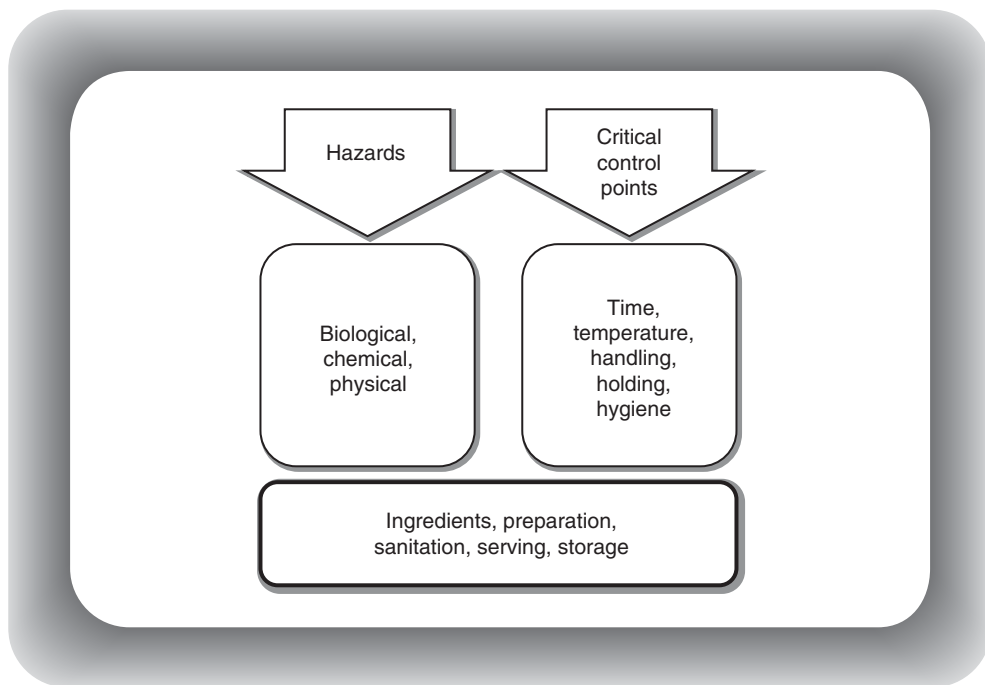 Hazards
Critical
control
points
Biological,
chemical,
physical
Time,
temperature,
handling,
holding,
hygiene
Ingredients, preparation,
sanitation, serving, storage